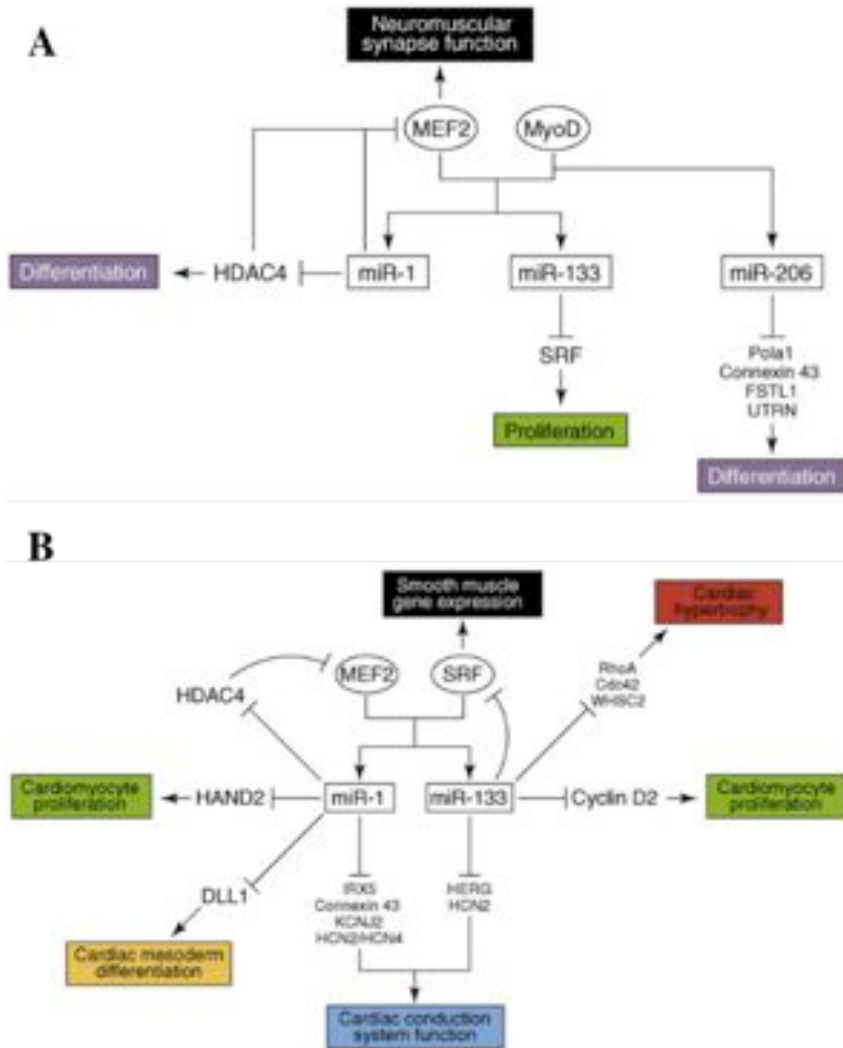 A
Neuromuscular
synapse function
MEF2
MyoD
Differentiation
HDAC4
miR-1
miR-133
miR-206
SRF
Pola1
Connexin 43
FSTL1
UTRN
Proliferation
Differentiation
B
Smooth muscle
gene expression
Cardiac
hypertrophy
MEF2
SRF
RhoA
Cdc42
WHSC2
HDAC4
Cardiomyocyte
proliferation
HAND2
miR-1
miR-133
Cyclin D2
Cardiomyocyte
proliferation
DLL1
IRX5
Connexin 43
KCNJ2
HCN2/HCN4
HERG
HCN2
Cardiac mesoderm
differentiation
Cardiac conduction
system function